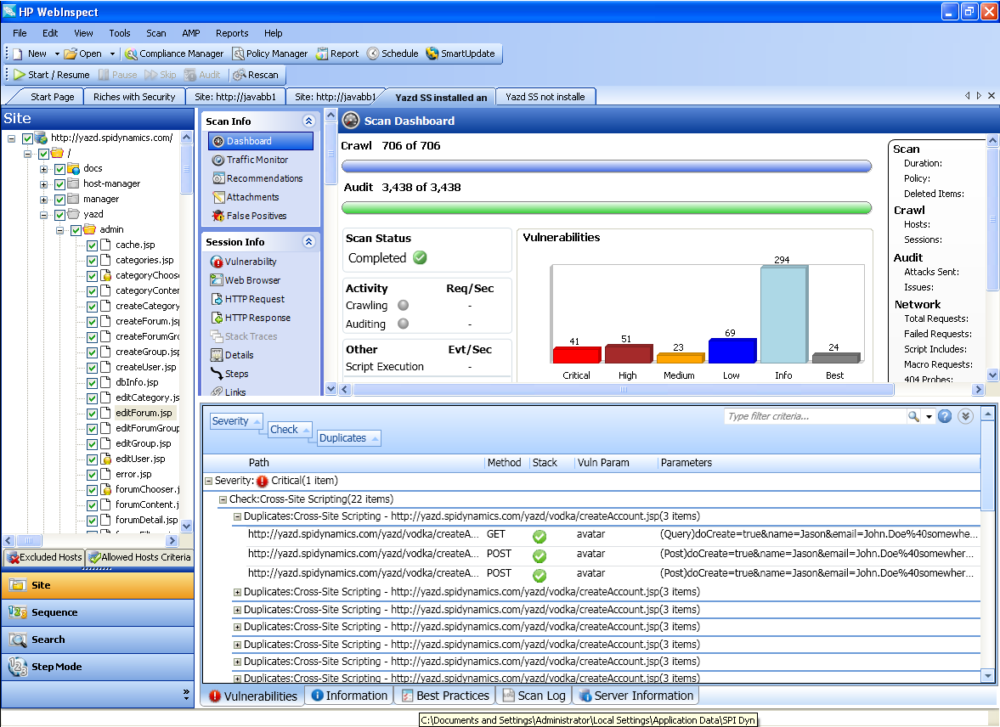 HP WebInspect
File Edit View Tools Scan AMP Reports Help
New Open Compliance Manager Policy Manager Report Schedule SmartUpdate
Start / Resume Pause Skip Audit Rescan
Start Page Riches with Security Site: http://javabb1 Site: http://javabb1 Yazd SS installed an Yazd SS not installe
Site
http://yazd.spidynamics.com/
/
docs
host-manager
manager
yazd
admin
cache.jsp
categories.jsp
categoryChoose
categoryConter
createCategory
createForum.jsp
createForumGro
createGroup.jsp
createUser.jsp
dbInfo.jsp
editCategory.js
editForum.jsp
editForumGroup
editGroup.jsp
editUser.jsp
error.jsp
forumChooser.j
forumContent.j
forumDetail.jsp
Excluded Hosts Allowed Hosts Criteria
Site
Sequence
Search
Step Mode
Scan Info
Dashboard
Traffic Monitor
Recommendations
Attachments
False Positives
Session Info
Vulnerability
Web Browser
HTTP Request
HTTP Response
Stack Traces
Details
Steps
Links
Scan Dashboard
Crawl 706 of 706
Audit 3,438 of 3,438
Scan Status
Completed
Activity Req/Sec
Crawling -
Auditing -
Other Evt/Sec
Script Execution -
Vulnerabilities
41 51 23 69 294 24
Critical High Medium Low Info Best
Scan
Duration:
Policy:
Deleted Items:
Crawl
Hosts:
Sessions:
Audit
Attacks Sent:
Issues:
Network
Total Requests:
Failed Requests:
Script Includes:
Macro Requests:
404 Probes:
Severity
Check
Duplicates
Type filter criteria...
Path Method Stack Vuln Param Parameters
Severity: Critical(1 item)
Check:Cross-Site Scripting(22 items)
Duplicates:Cross-Site Scripting - http://yazd.spidynamics.com/yazd/vodka/createAccount.jsp(3 items)
http://yazd.spidynamics.com/yazd/vodka/createA... GET avatar (Query)doCreate=true&name=Jason&email=John.Doe%40somewhe...
http://yazd.spidynamics.com/yazd/vodka/createA... POST avatar (Post)doCreate=true&name=Jason&email=John.Doe%40somewher...
http://yazd.spidynamics.com/yazd/vodka/createA... POST avatar (Post)doCreate=true&name=Jason&email=John.Doe%40somewher...
Duplicates:Cross-Site Scripting - http://yazd.spidynamics.com/yazd/vodka/createAccount.jsp(3 items)
Duplicates:Cross-Site Scripting - http://yazd.spidynamics.com/yazd/vodka/createAccount.jsp(3 items)
Duplicates:Cross-Site Scripting - http://yazd.spidynamics.com/yazd/vodka/createAccount.jsp(3 items)
Duplicates:Cross-Site Scripting - http://yazd.spidynamics.com/yazd/vodka/createAccount.jsp(3 items)
Duplicates:Cross-Site Scripting - http://yazd.spidynamics.com/yazd/vodka/createAccount.jsp(3 items)
Duplicates:Cross-Site Scripting - http://yazd.spidynamics.com/yazd/vodka/createAccount.jsp(3 items)
Vulnerabilities Information Best Practices Scan Log Server Information
C:\Documents and Settings\Administrator\Local Settings\Application Data\SPI Dyn